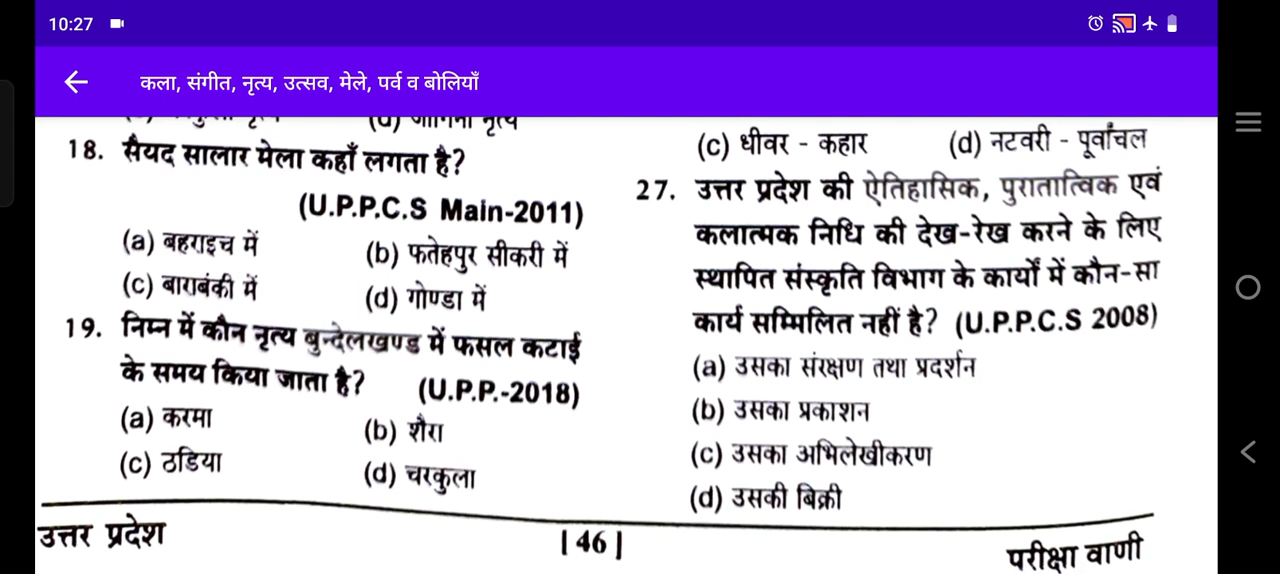 10:27
कला, संगीत, नृत्य, उत्सव, मेले, पर्व व बोलियाँ
नृत्य
18. सैयद सालार मेला कहाँ लगता है?
(U.P.P.C.S Main-2011)
(a) बहराइच में (b) फतेहपुर सीकरी में
(c) बाराबंकी में (d) गोण्डा में
19. निम्न में कौन नृत्य बुन्देलखण्ड में फसल कटाई
के समय किया जाता है? (U.P.P.-2018)
(a) करमा (b) शैरा
(c) ठडिया (d) चरकुला
(c) धीवर - कहार (d) नटवरी - पूर्वांचल
27. उत्तर प्रदेश की ऐतिहासिक, पुरातात्विक एवं
कलात्मक निधि की देख-रेख करने के लिए
स्थापित संस्कृति विभाग के कार्यों में कौन-सा
कार्य सम्मिलित नहीं है? (U.P.P.C.S 2008)
(a) उसका संरक्षण तथा प्रदर्शन
(b) उसका प्रकाशन
(c) उसका अभिलेखीकरण
(d) उसकी बिक्री
उत्तर प्रदेश | 46 | परीक्षा वाणी